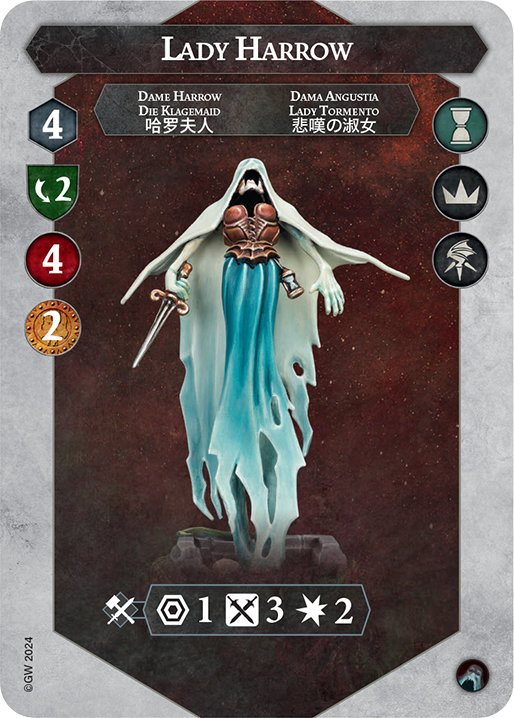 LADY HARROW
DAME HARROW
DIE KLAGEMAID
哈罗夫人
DAMA ANGUSTIA
LADY TORMENTO
悲嘆の淑女
4
2
4
2
1 3 2
©GW 2024